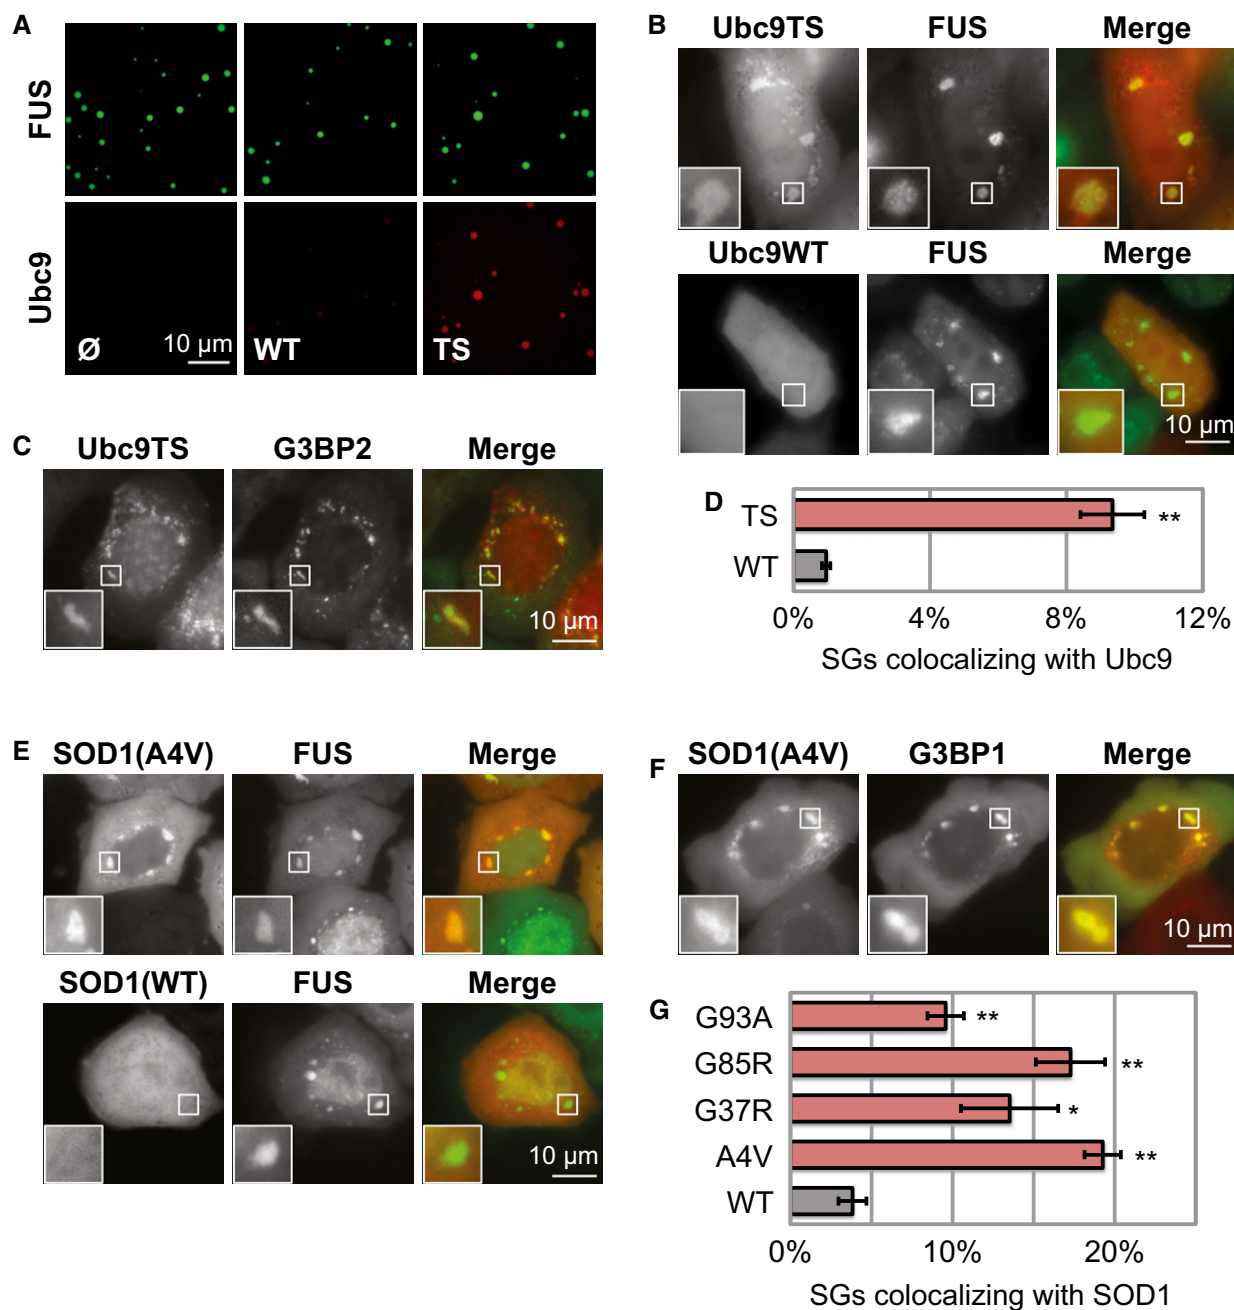 A
FUS
Ubc9
Ø
10 µm
WT
TS
B
Ubc9TS
FUS
Merge
Ubc9WT
FUS
Merge
10 µm
C
Ubc9TS
G3BP2
Merge
10 µm
D
TS
**
WT
0%
4%
8%
12%
SGs colocalizing with Ubc9
E
SOD1(A4V)
FUS
Merge
SOD1(WT)
FUS
Merge
10 µm
F
SOD1(A4V)
G3BP1
Merge
10 µm
G
G93A
**
G85R
**
G37R
*
A4V
**
WT
0%
10%
20%
SGs colocalizing with SOD1